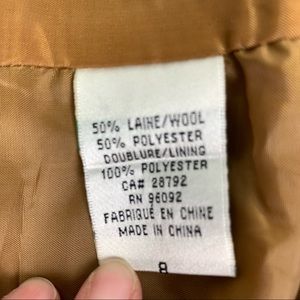 50% LAINE/WOOL
50% POLYESTER
DOUBLURE/LINING
100% POLYESTER
CA# 28792
RN 96092
FABRIQUÉ EN CHINE
MADE IN CHINA
8